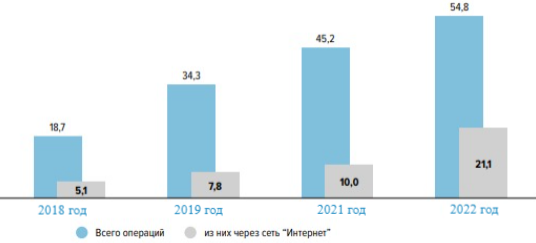 54,8
45,2
34,3
18,7
21,1
10,0
7,8
5,1
2018 год
2019 год
2021 год
2022 год
Всего операций
из них через сеть "Интернет"